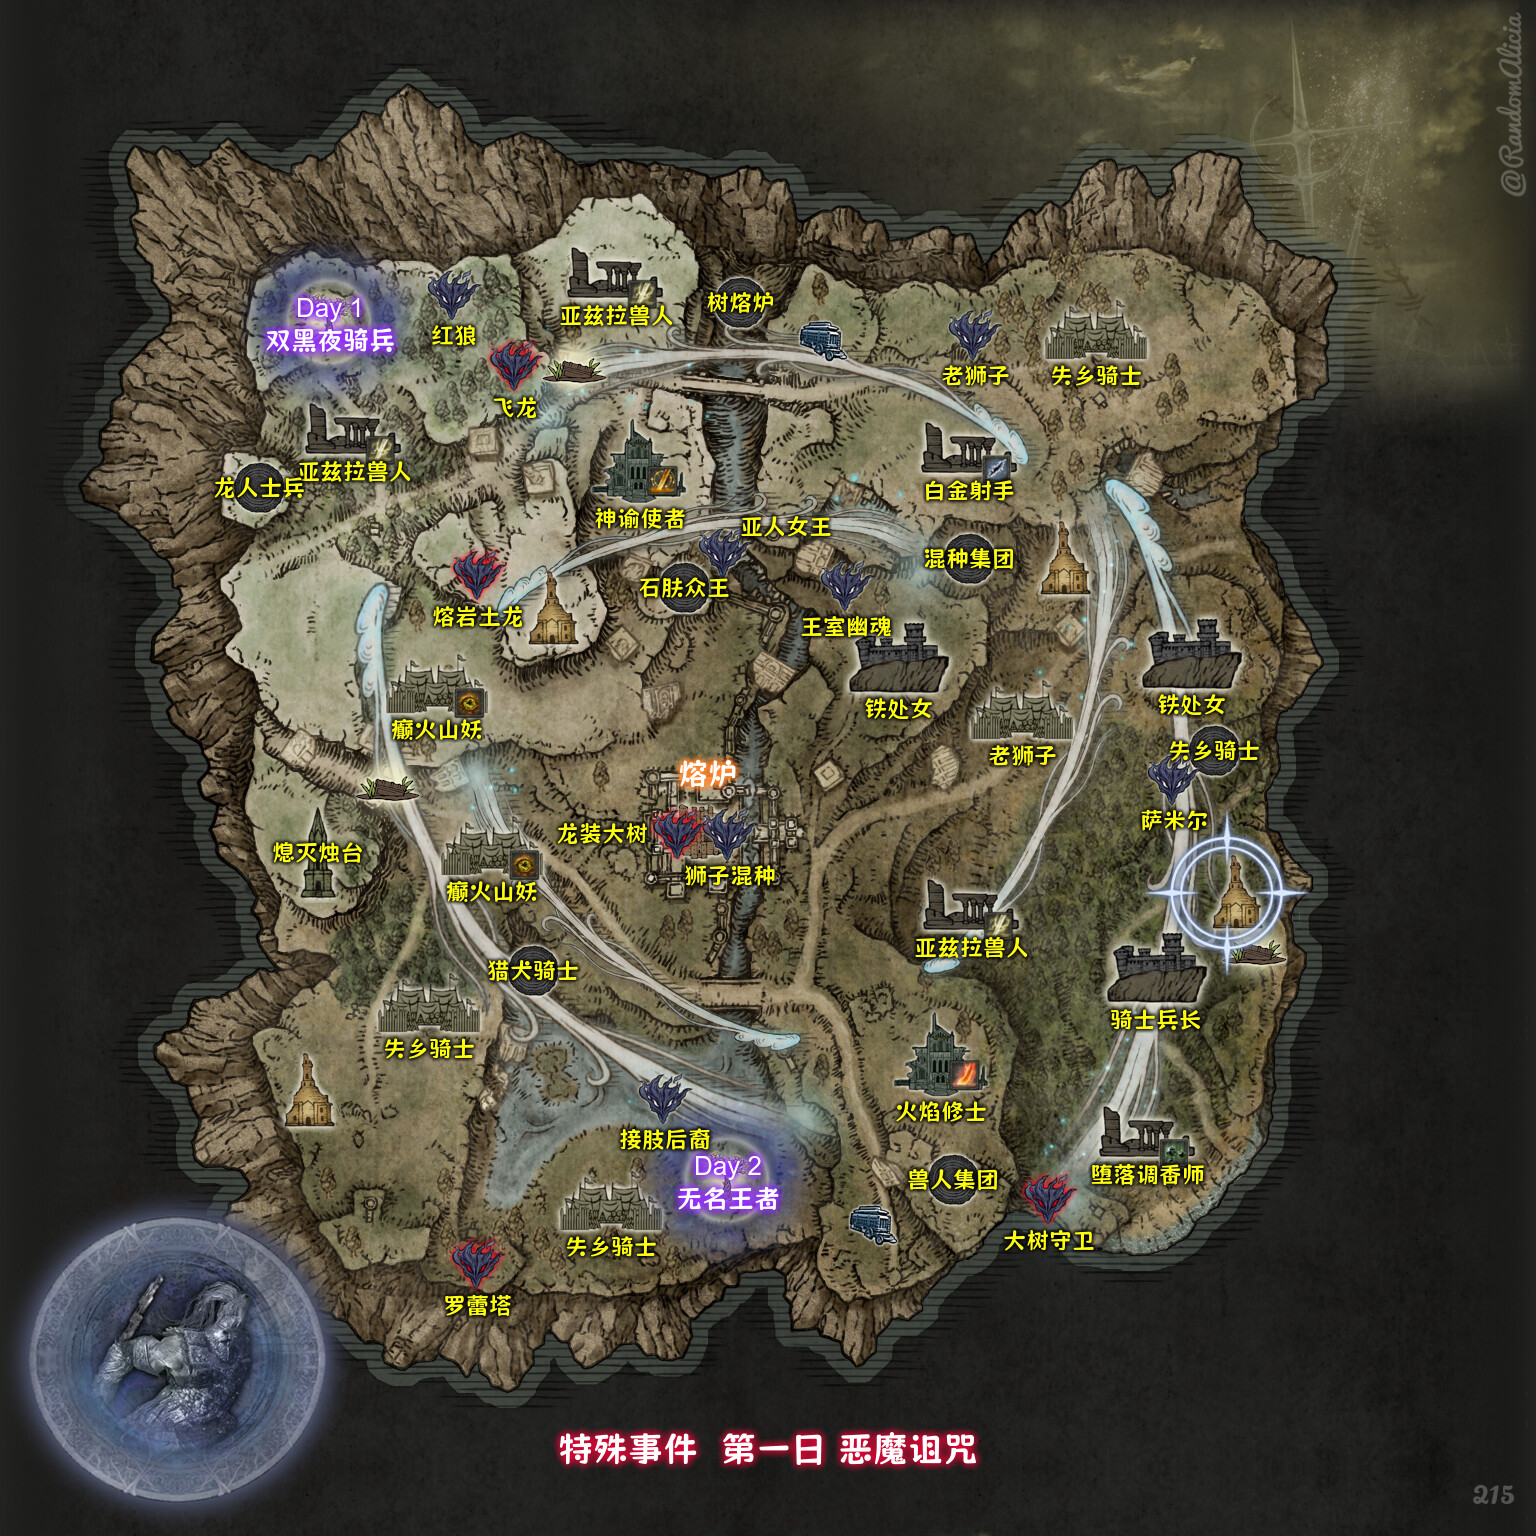 @RandomAlicia
Day 1
双黑夜骑兵
红狼
亚兹拉兽人
树熔炉
飞龙
老狮子
失乡骑士
亚兹拉兽人
龙人士兵
神谕使者
白金射手
亚人女王
混种集团
石肤众王
熔岩土龙
王室幽魂
铁处女
铁处女
癫火山妖
老狮子
失乡骑士
熔炉
萨米尔
龙装大树
狮子混种
熄灭烛台
癫火山妖
亚兹拉兽人
猎犬骑士
骑士兵长
失乡骑士
火焰修士
接肢后裔
Day 2
无名王者
兽人集团
堕落调香师
失乡骑士
大树守卫
罗蕾塔
特殊事件 第一日 恶魔诅咒
215